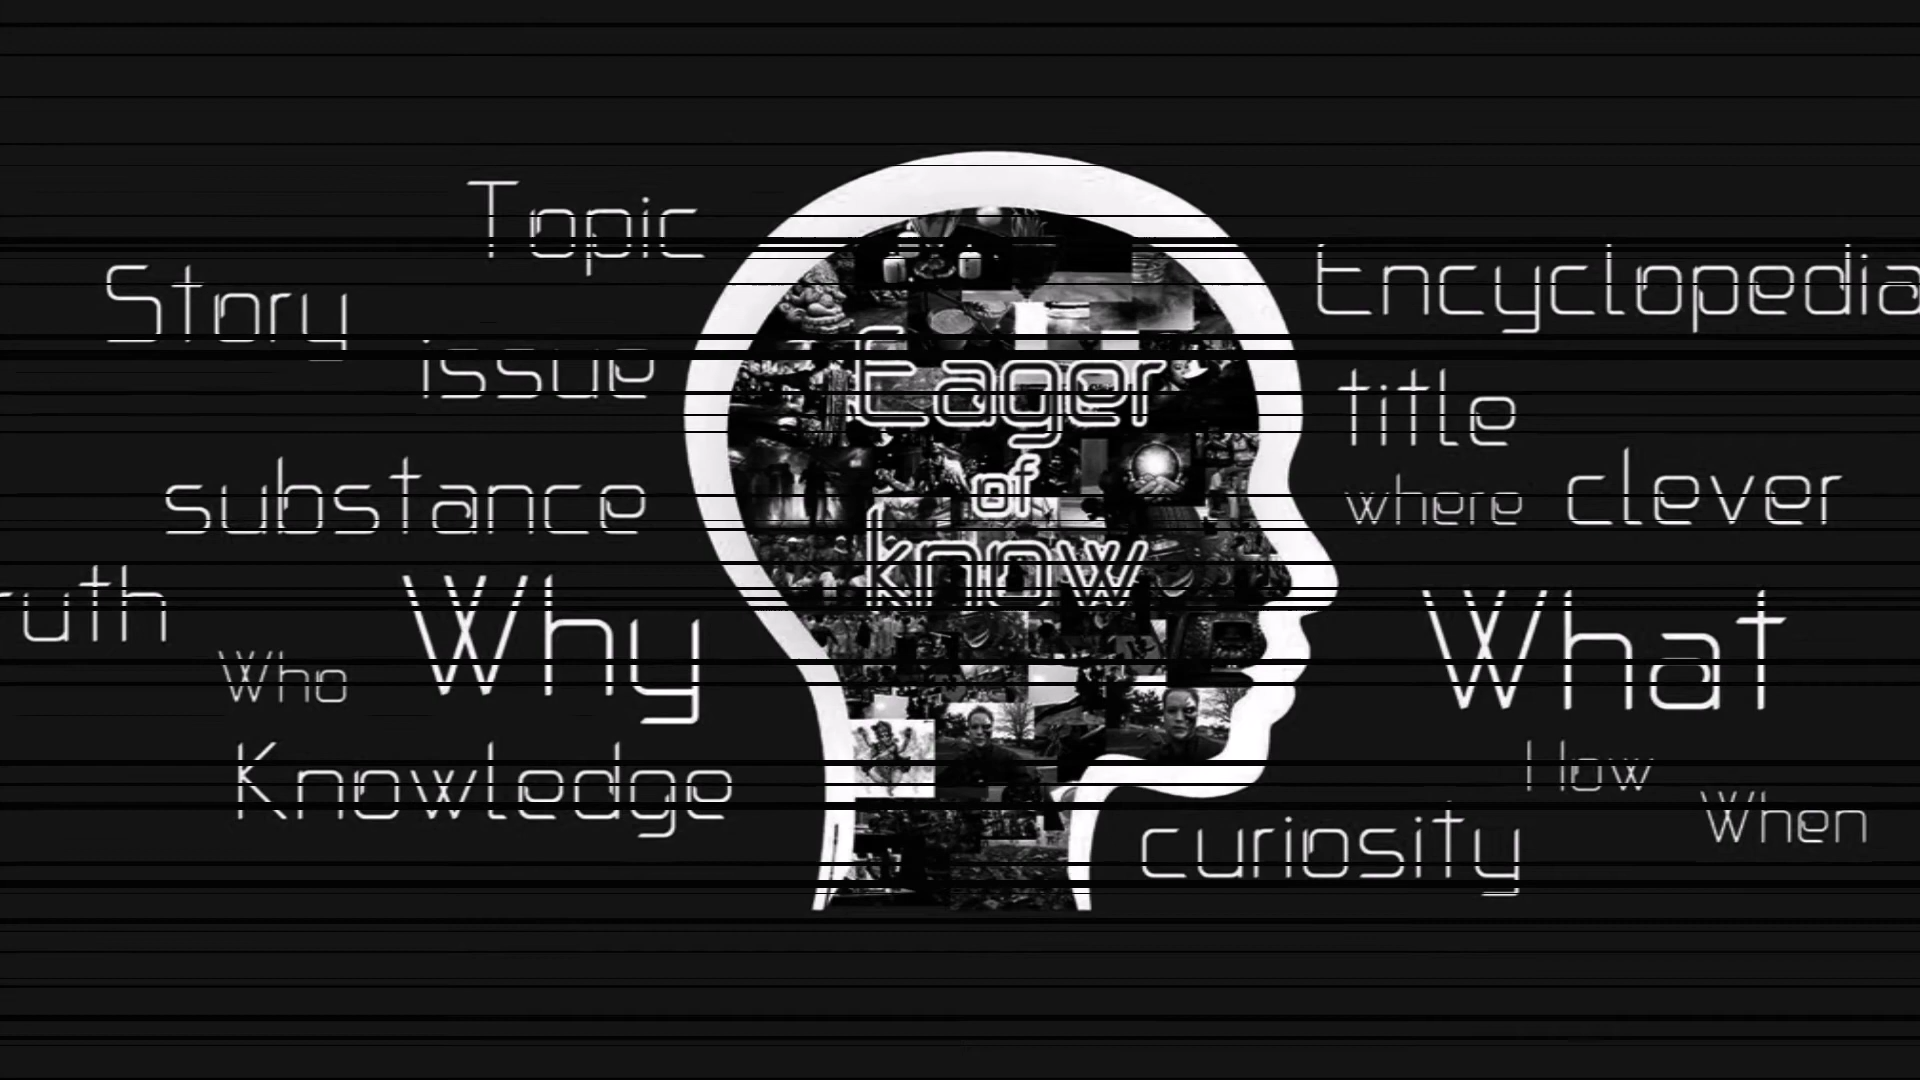 Topic
Story
issue
substance
ruth
Who
Why
Knowledge
Eager
of
know
Encyclopedia
title
where
clever
What
How
When
curiosity